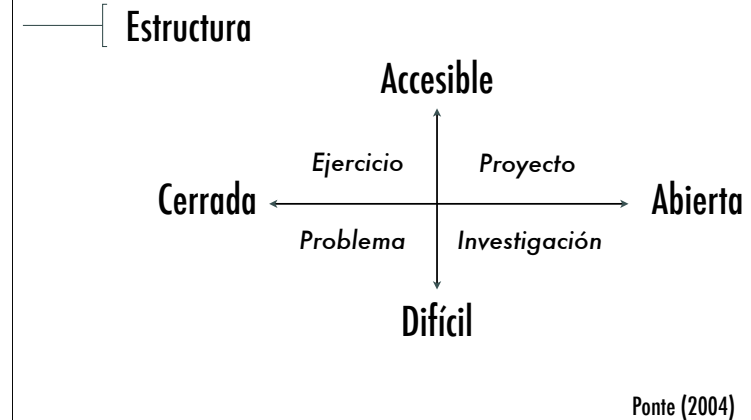 Estructura
Accesible
Ejercicio
Proyecto
Cerrada
Abierta
Problema
Investigación
Difícil
Ponte (2004)